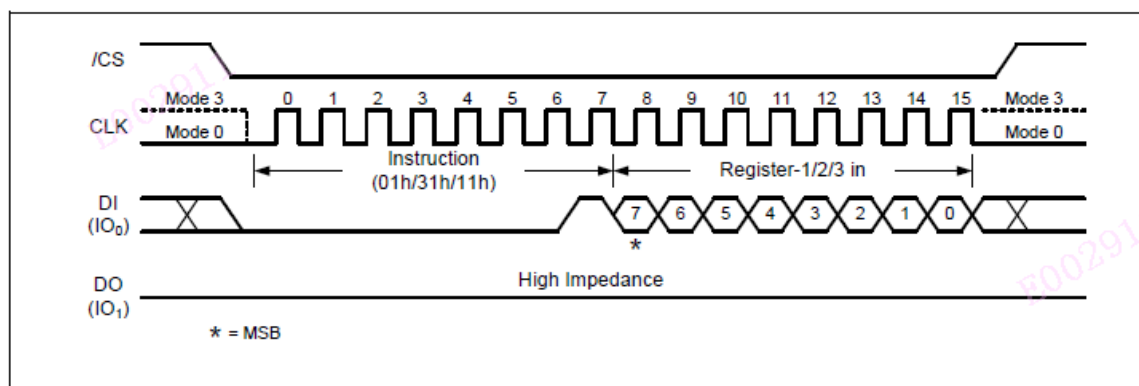 /CS
Mode 3 0 1 2 3 4 5 6 7 8 9 10 11 12 13 14 15 Mode 3
CLK
Mode 0 Mode 0
Instruction
(01h/31h/11h)
Register-1/2/3 in
DI
(IO₀)
7 6 5 4 3 2 1 0
*
High Impedance
DO
(IO₁)
* = MSB
E00291
E00291